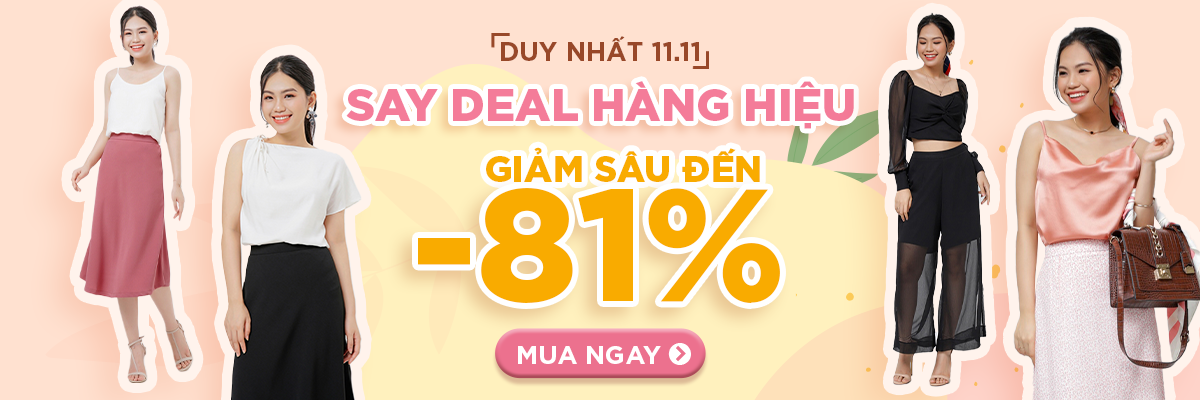 DUY NHẤT 11.11
SAY DEAL HÀNG HIỆU
GIẢM SÂU ĐẾN
-81%
MUA NGAY